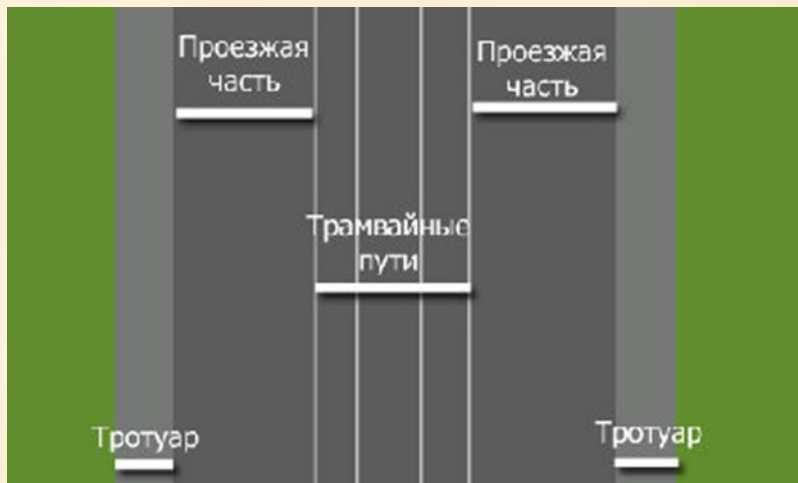 Проезжая
часть
Проезжая
часть
Трамвайные
пути
Тротуар
Тротуар